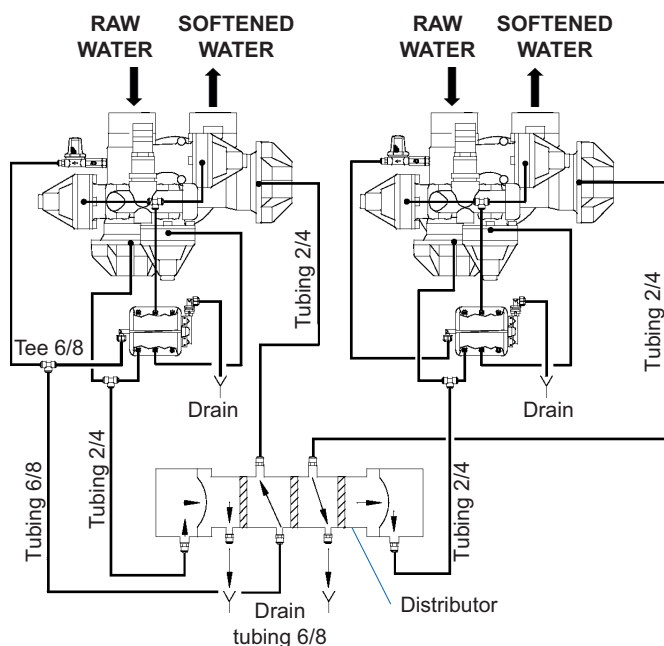 RAW
WATER
SOFTENED
WATER
RAW
WATER
SOFTENED
WATER
Tubing 2/4
Tubing 2/4
Tee 6/8
Drain
Drain
Tubing 6/8
Tubing 2/4
Tubing 2/4
Drain
tubing 6/8
Distributor